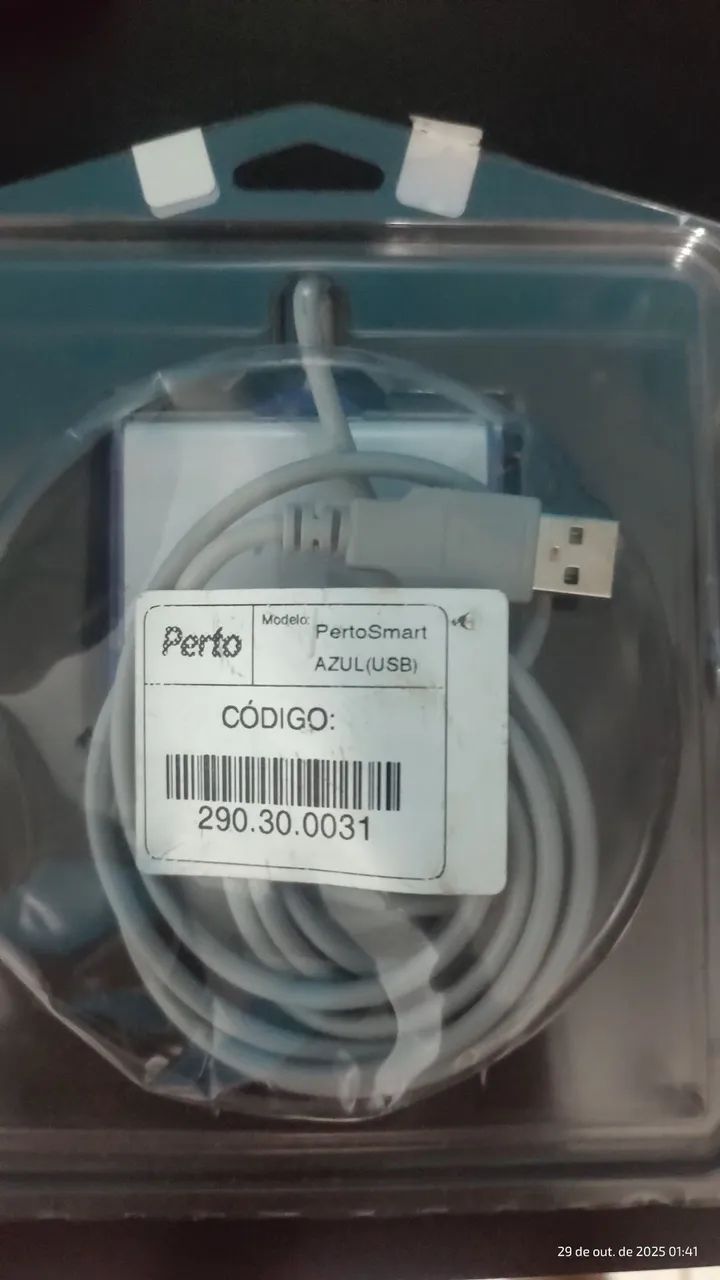 Perto
Modelo: PertoSmart
AZUL(USB)
CÓDIGO:
290.30.0031
29 de out. de 2025 01:41